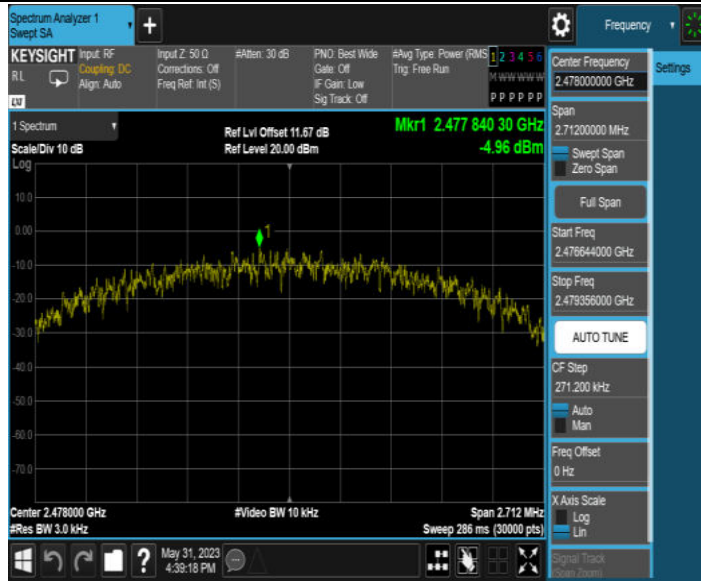 Spectrum Analyzer 1
Swept SA
+
Frequency
KEYSIGHT
RL
LXI
Input: RF
Coupling: DC
Align: Auto
Input Z: 50 Ω
Corrections: Off
Freq Ref: Int (S)
#Atten: 30 dB
PNO: Best Wide
Gate: Off
IF Gain: Low
Sig Track: Off
#Avg Type: Power (RMS
Trig: Free Run
1 2 3 4 5 6
M W W W W W
P P P P P P
1 Spectrum
Scale/Div 10 dB
Ref Lvl Offset 11.67 dB
Ref Level 20.00 dBm
Mkr1 2.477 840 30 GHz
-4.96 dBm
Log
10.0
0.00
-10.0
-20.0
-30.0
-40.0
-50.0
-60.0
-70.0
1
Center 2.478000 GHz
#Res BW 3.0 kHz
#Video BW 10 kHz
Span 2.712 MHz
Sweep 286 ms (30000 pts)
May 31, 2023
4:39:18 PM
?
Center Frequency
2.478000000 GHz
Span
2.71200000 MHz
Swept Span
Zero Span
Full Span
Start Freq
2.476644000 GHz
Stop Freq
2.479356000 GHz
AUTO TUNE
CF Step
271.200 kHz
Auto
Man
Freq Offset
0 Hz
X Axis Scale
Log
Lin
Signal Track
(Span Zoom)
Settings